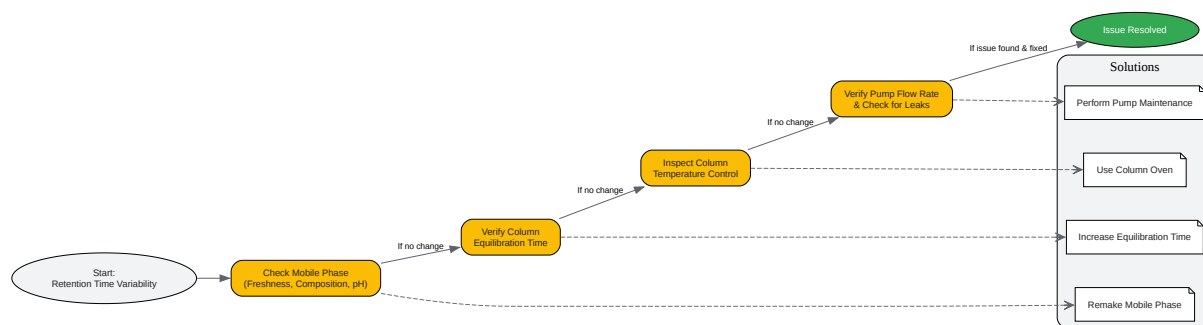 Issue Resolved
If issue found & fixed
Solutions
Verify Pump Flow Rate
& Check for Leaks
Perform Pump Maintenance
If no change
Inspect Column
Temperature Control
Use Column Oven
If no change
Verify Column
Equilibration Time
Increase Equilibration Time
If no change
Start:
Retention Time Variability
Check Mobile Phase
(Freshness, Composition, pH)
Remake Mobile Phase